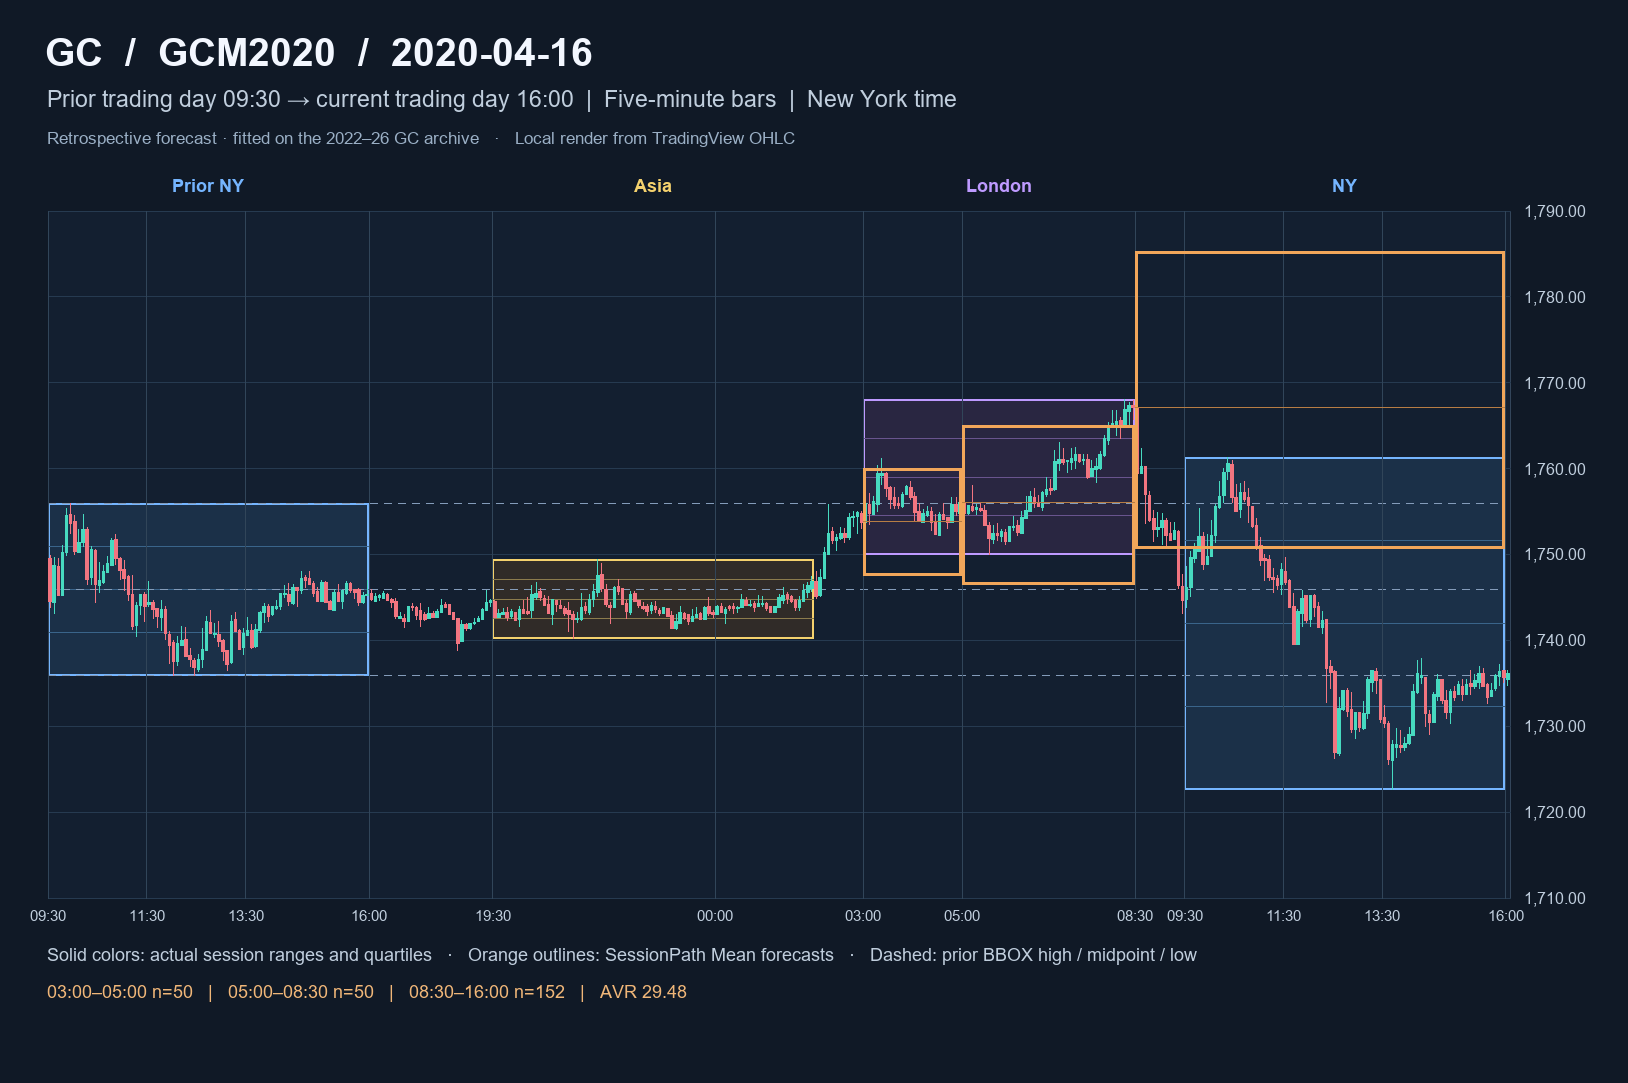 GC / GCM2020 / 2020-04-16
Prior trading day 09:30 → current trading day 16:00 | Five-minute bars | New York time
Retrospective forecast · fitted on the 2022–26 GC archive · Local render from TradingView OHLC
Prior NY Asia London NY
1,790.00
1,780.00
1,770.00
1,760.00
1,750.00
1,740.00
1,730.00
1,720.00
1,710.00
09:30 11:30 13:30 16:00 19:30 00:00 03:00 05:00 08:30 09:30 11:30 13:30 16:00
Solid colors: actual session ranges and quartiles · Orange outlines: SessionPath Mean forecasts · Dashed: prior BBOX high / midpoint / low
03:00–05:00 n=50 | 05:00–08:30 n=50 | 08:30–16:00 n=152 | AVR 29.48